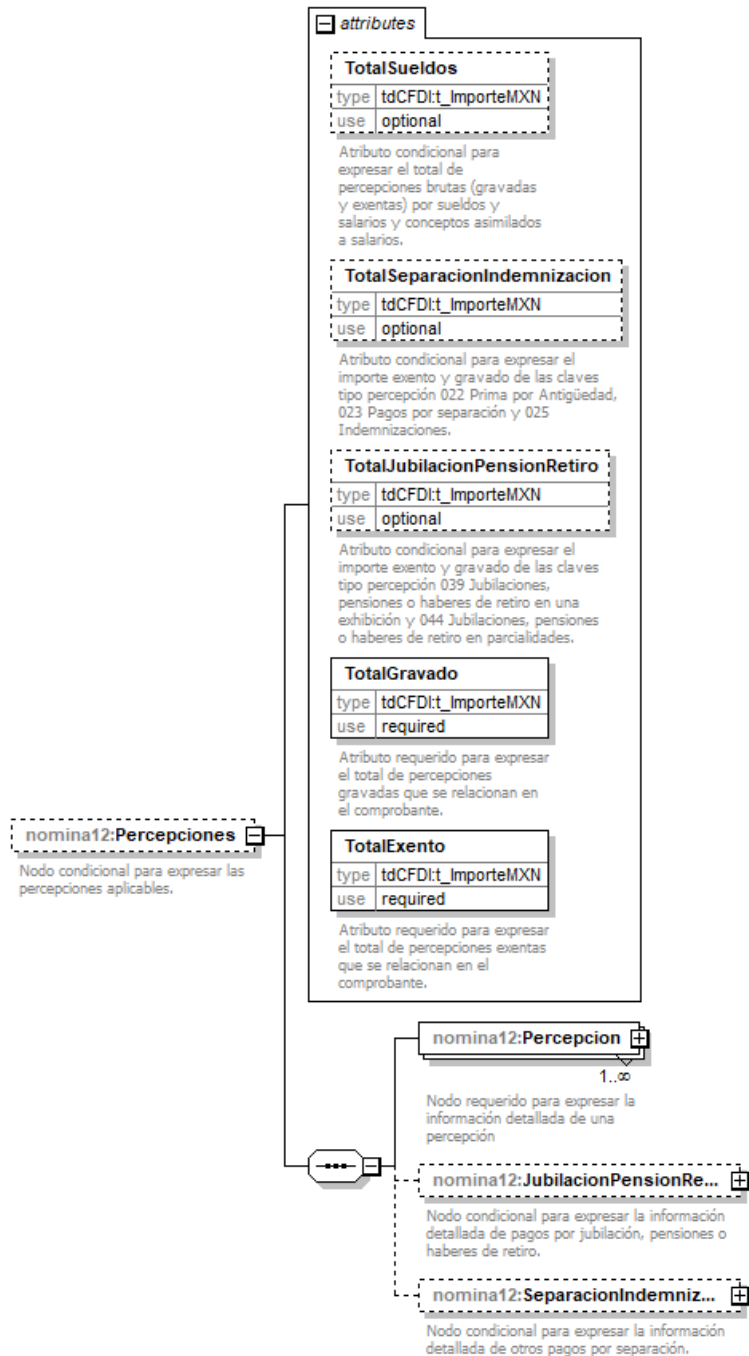 attributes
TotalSueldos
type tdCFDI:t_ImporteMXN
use optional
Atributo condicional para
expresar el total de
percepciones brutas (gravadas
y exentas) por sueldos y
salarios y conceptos asimilados
a salarios.
TotalSeparacionIndemnizacion
type tdCFDI:t_ImporteMXN
use optional
Atributo condicional para expresar el
importe exento y gravado de las claves
tipo percepción 022 Prima por Antigüedad,
023 Pagos por separación y 025
Indemnizaciones.
TotalJubilacionPensionRetiro
type tdCFDI:t_ImporteMXN
use optional
Atributo condicional para expresar el
importe exento y gravado de las claves
tipo percepción 039 Jubilaciones,
pensiones o haberes de retiro en una
exhibición y 044 Jubilaciones, pensiones
o haberes de retiro en parcialidades.
TotalGravado
type tdCFDI:t_ImporteMXN
use required
Atributo requerido para expresar
el total de percepciones
gravadas que se relacionan en
el comprobante.
TotalExento
type tdCFDI:t_ImporteMXN
use required
Atributo requerido para expresar
el total de percepciones exentas
que se relacionan en el
comprobante.
nomina12:Percepciones
Nodo condicional para expresar las
percepciones aplicables.
nomina12:Percepcion
1..∞
Nodo requerido para expresar la
información detallada de una
percepción
nomina12:JubilacionPensionRe...
Nodo condicional para expresar la información
detallada de pagos por jubilación, pensiones o
haberes de retiro.
nomina12:SeparacionIndemniz...
Nodo condicional para expresar la información
detallada de otros pagos por separación.